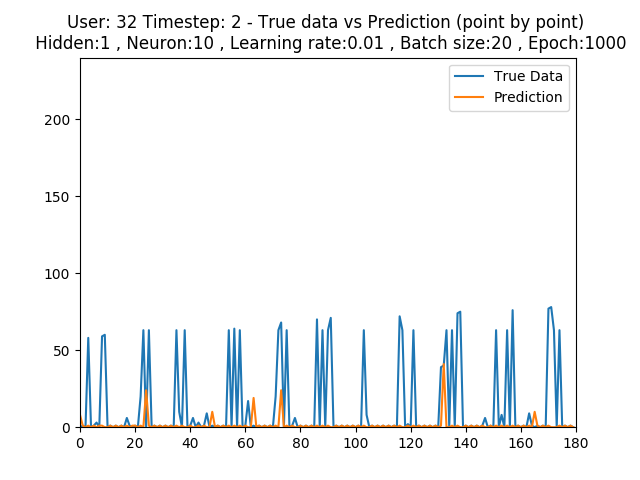 User: 32 Timestep: 2 - True data vs Prediction (point by point)
Hidden:1 , Neuron:10 , Learning rate:0.01 , Batch size:20 , Epoch:1000
True Data
Prediction
200
150
100
50
0
0 20 40 60 80 100 120 140 160 180